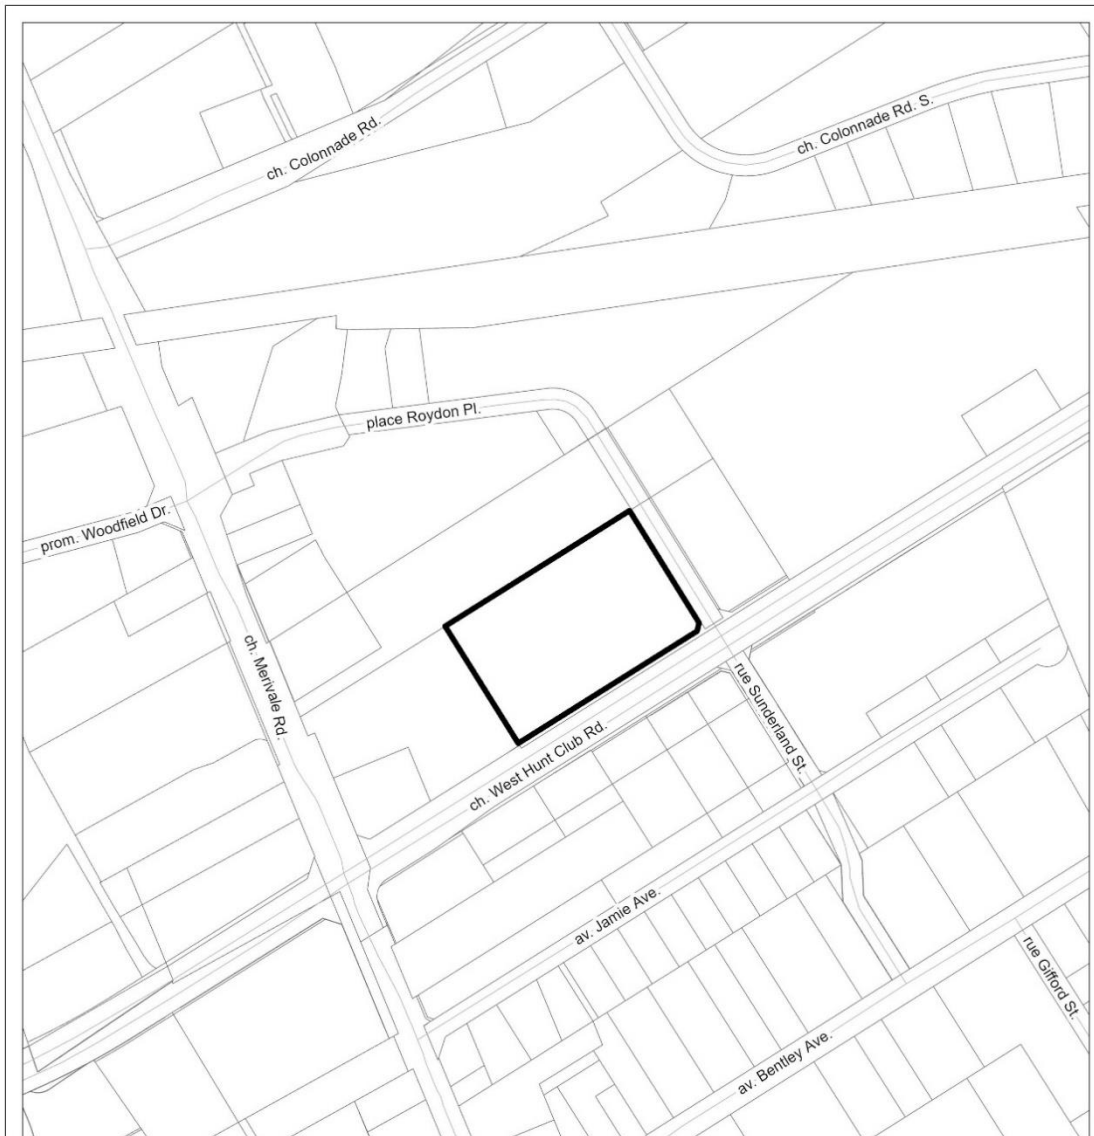 ch. Colonnade Rd.
ch. Colonnade Rd. S.
place Roydon Pl.
prom. Woodfield Dr.
ch. Merivale Rd.
rue Sunderland St.
ch. West Hunt Club Rd.
av. Jamie Ave.
rue Gifford St.
av. Bentley Ave.